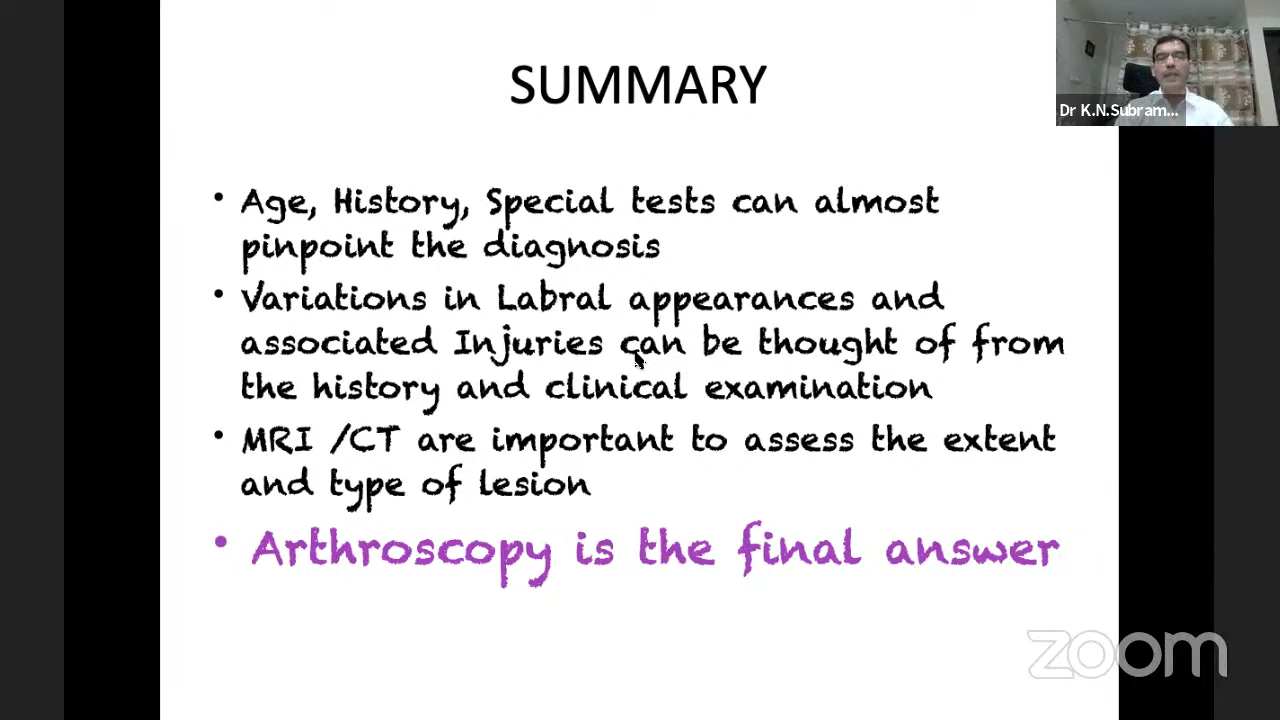 SUMMARY
Dr K.N.Subram...
• Age, History, Special tests can almost
pinpoint the diagnosis
• Variations in Labral appearances and
associated Injuries can be thought of from
the history and clinical examination
• MRI /CT are important to assess the extent
and type of lesion
• Arthroscopy is the final answer
zoom